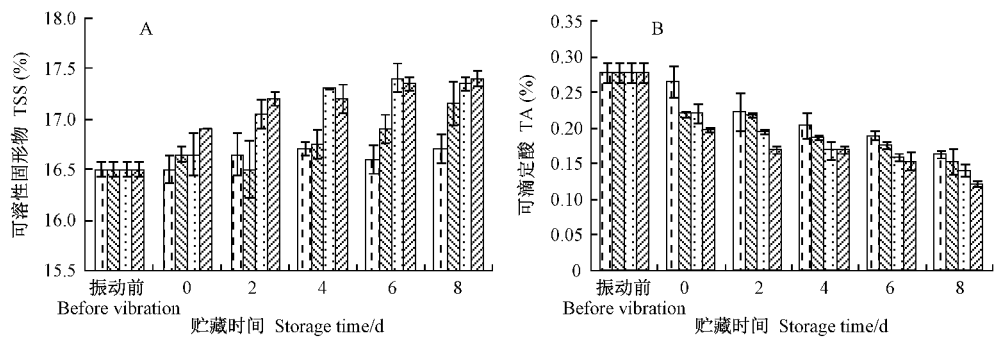 A
可溶性固形物 TSS (%)
18.0
17.5
17.0
16.5
16.0
15.5
振动前 0 2 4 6 8
Before vibration
贮藏时间 Storage time/d
B
可滴定酸 TA (%)
0.35
0.30
0.25
0.20
0.15
0.10
0.05
0
振动前 0 2 4 6 8
Before vibration
贮藏时间 Storage time/d